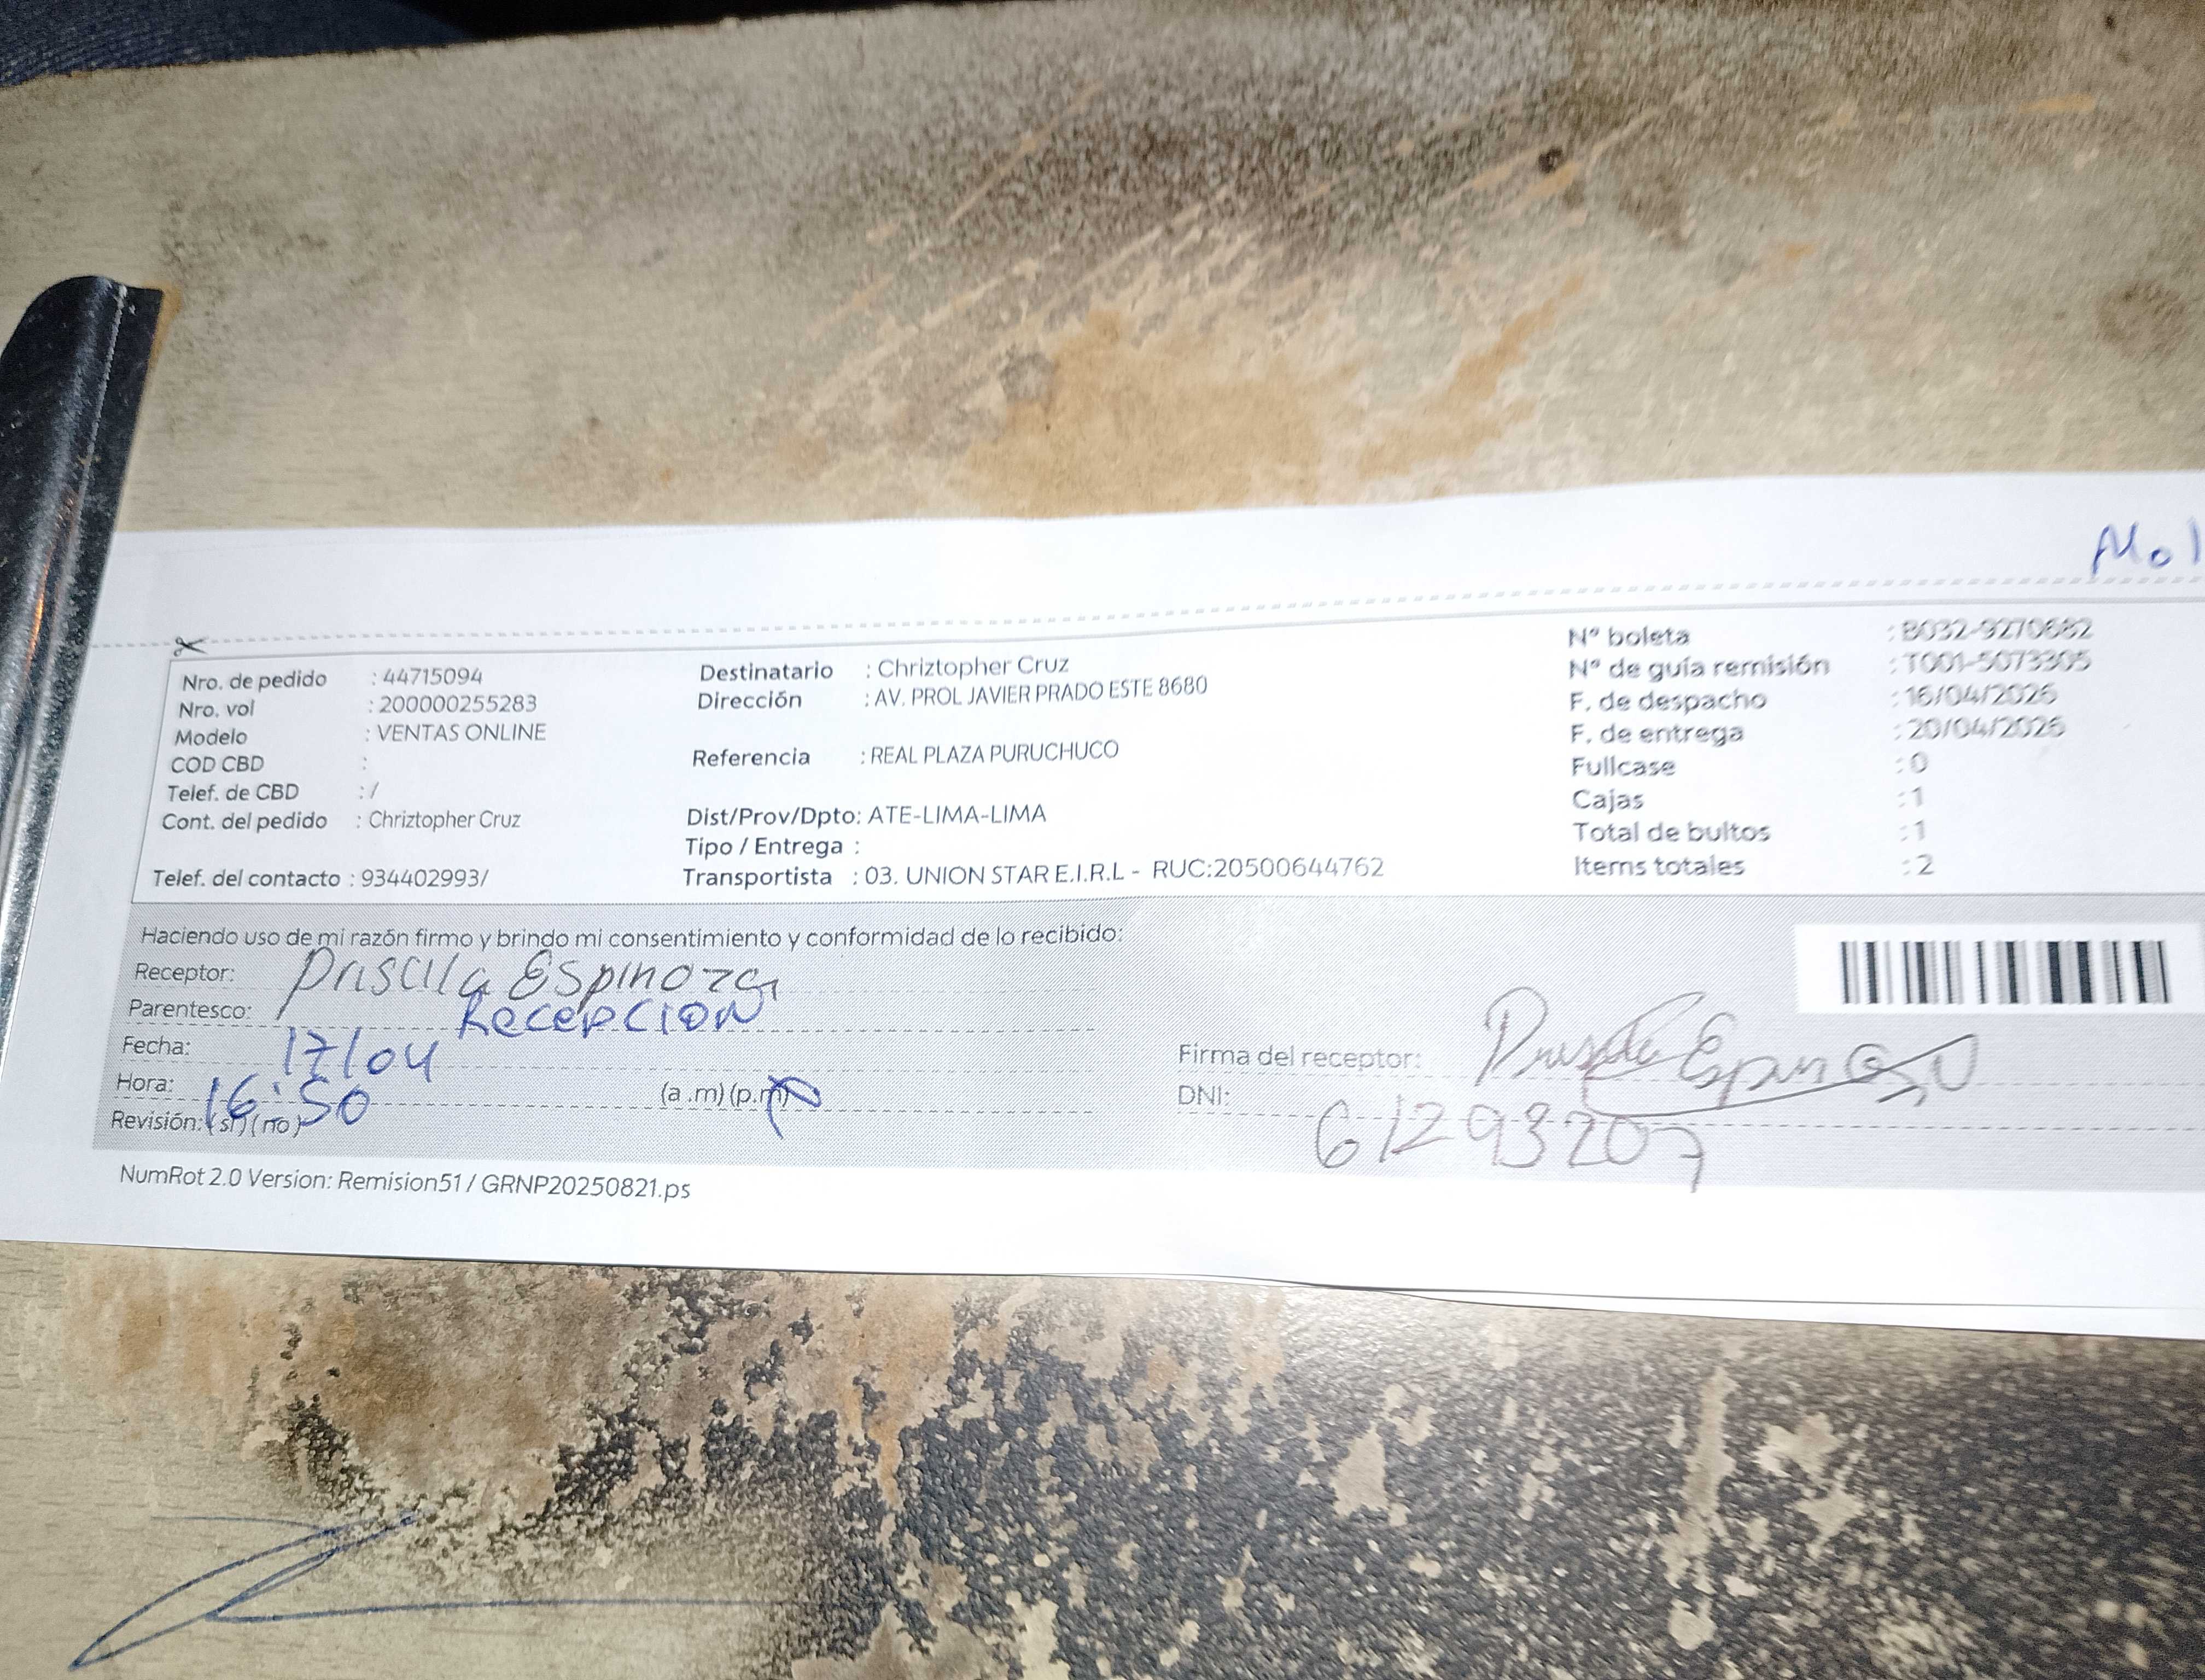 Mol
Nro. de pedido : 44715094
Nro. vol : 200000255283
Modelo : VENTAS ONLINE
COD CBD :
Telef. de CBD : /
Cont. del pedido : Chriztopher Cruz
Telef. del contacto : 934402993/
Destinatario : Chriztopher Cruz
Dirección : AV. PROL JAVIER PRADO ESTE 8680
Referencia : REAL PLAZA PURUCHUCO
Dist/Prov/Dpto: ATE-LIMA-LIMA
Tipo / Entrega :
Transportista : 03. UNION STAR E.I.R.L - RUC:20500644762
Nº boleta : B032-9270682
Nº de guía remisión : T001-5073305
F. de despacho : 16/04/2026
F. de entrega : 20/04/2026
Fullcase : 0
Cajas : 1
Total de bultos : 1
Items totales : 2
Haciendo uso de mi razón firmo y brindo mi consentimiento y conformidad de lo recibido:
Receptor: Priscila Espinoza
Parentesco: Recepcion
Fecha: 17/04
Hora: 16:50 (a.m) (p.m)
Revisión: (si) (no)
Firma del receptor: Priscila Espinoza
DNI: 61293207
NumRot 2.0 Version: Remision51 / GRNP20250821.ps